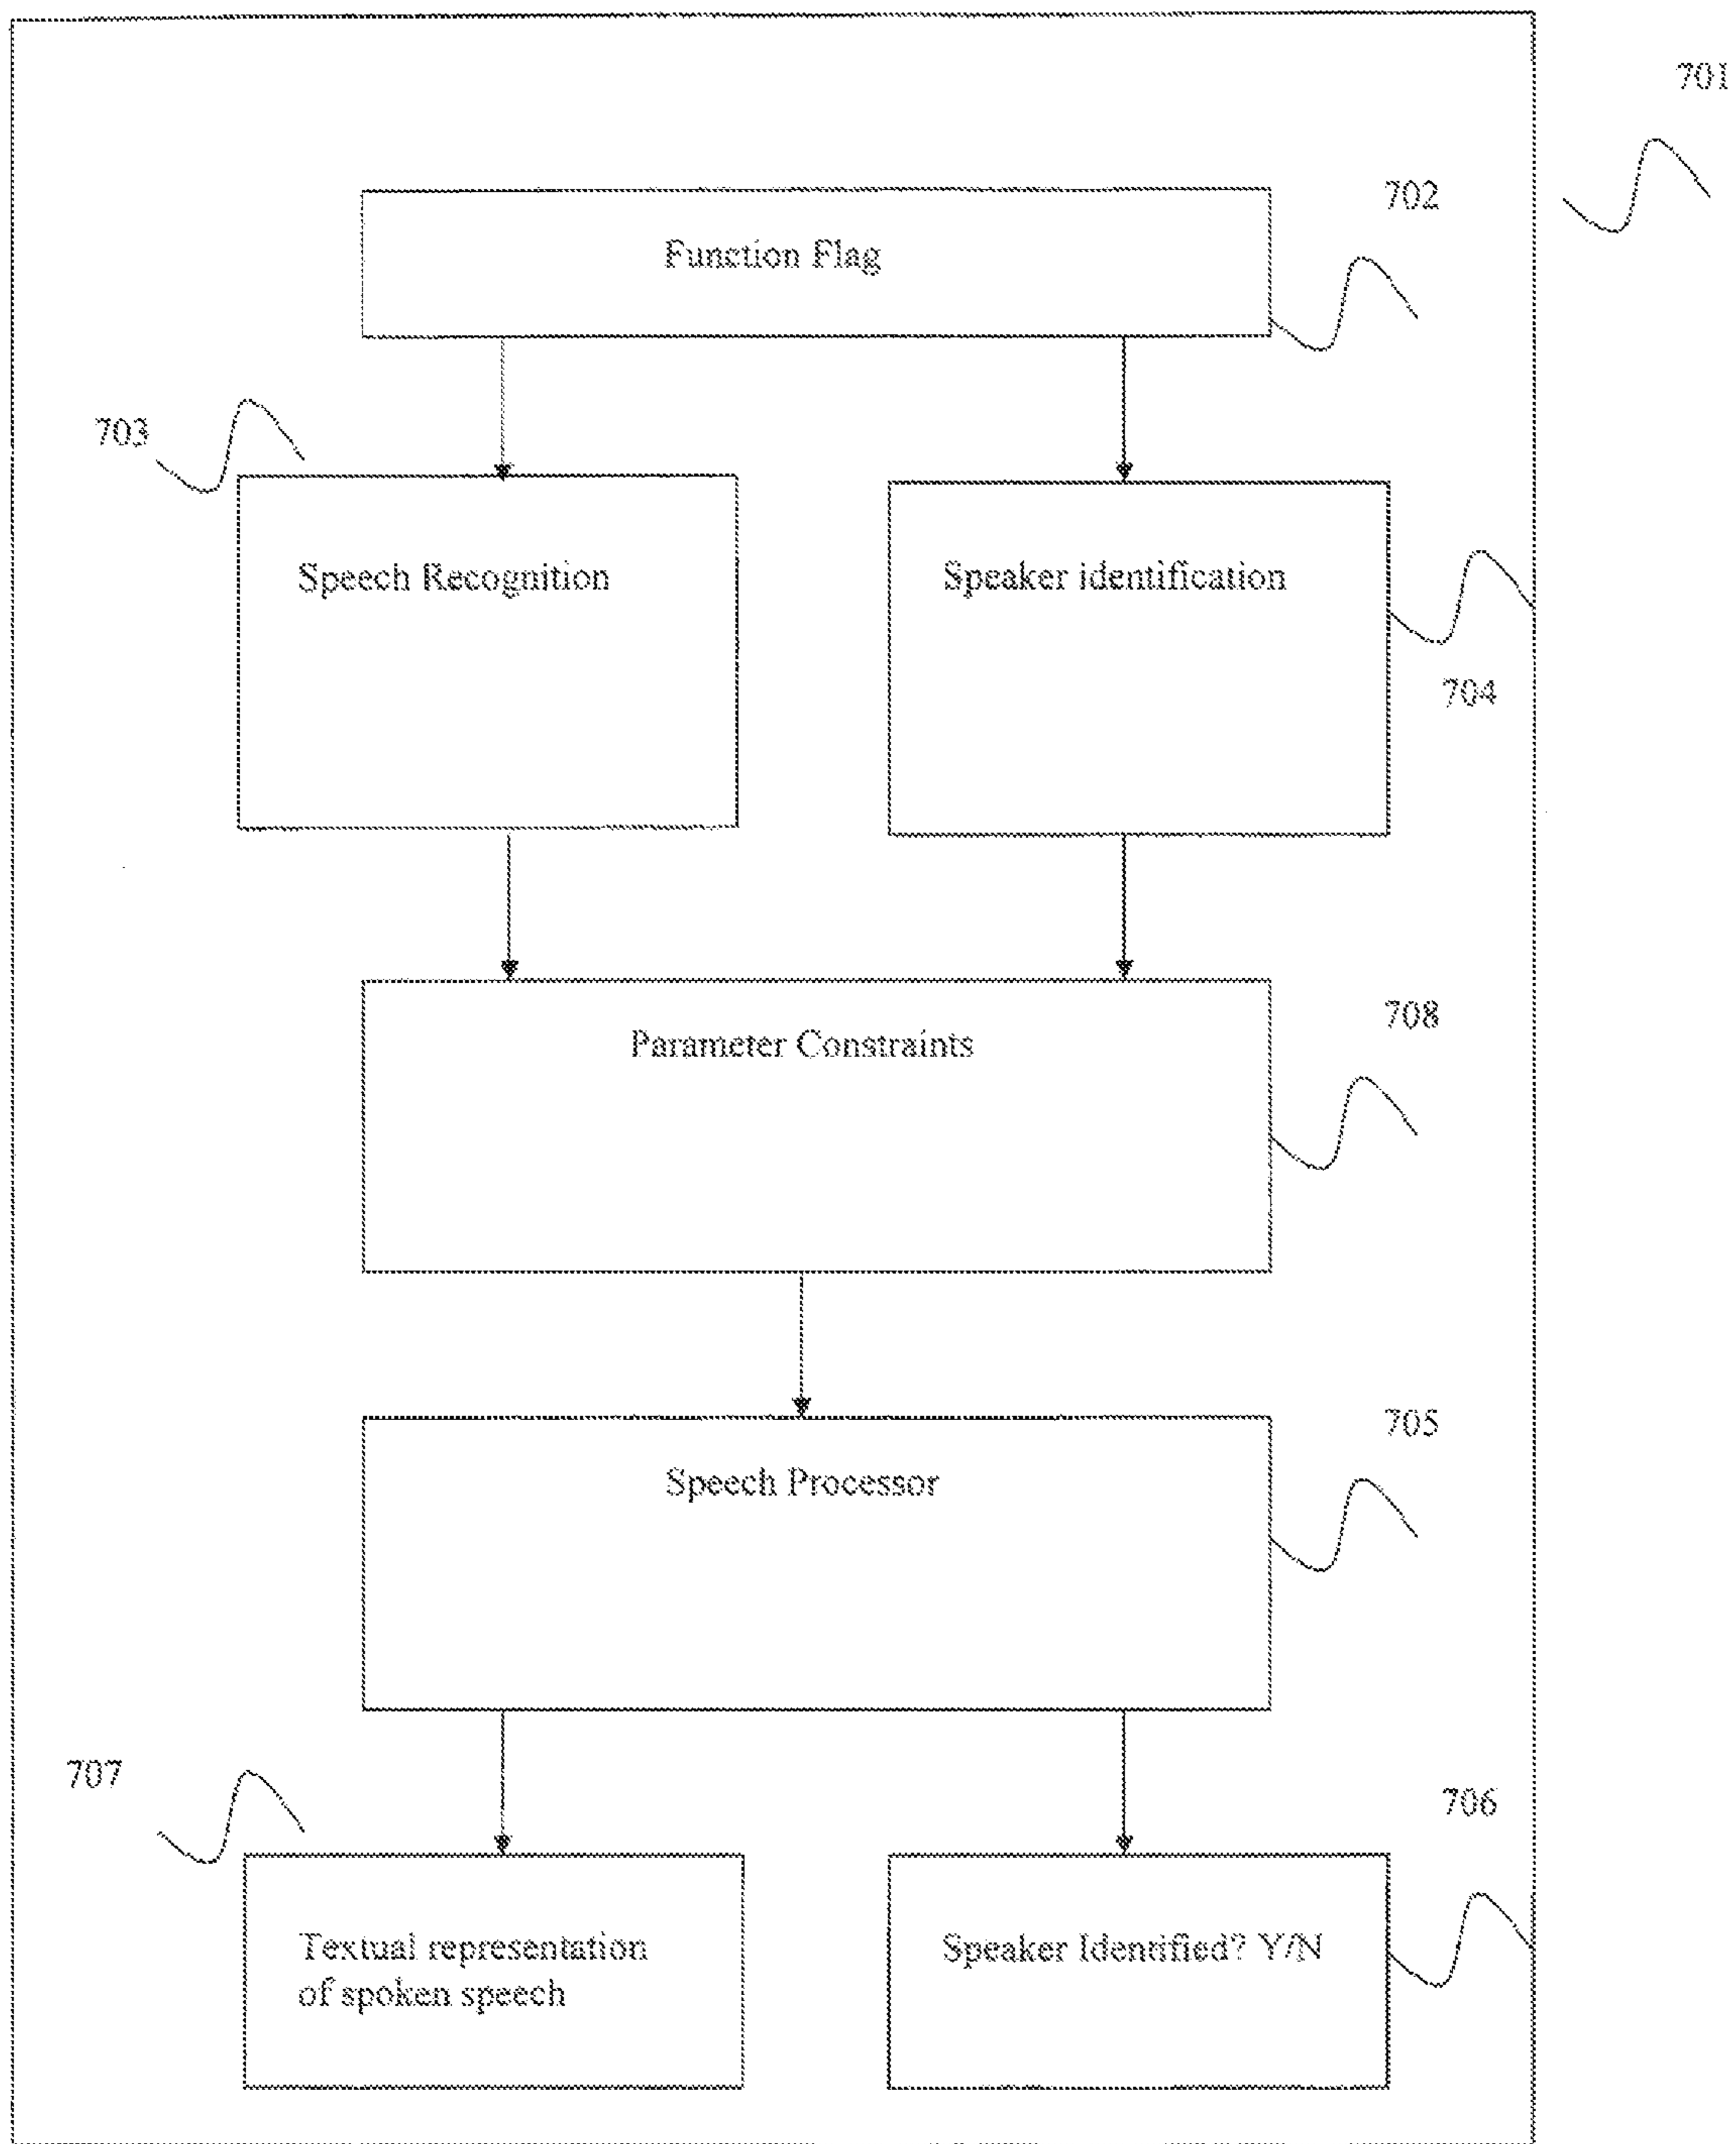 701
702
Function Flag
703
Speech Recognition
Speaker identification
704
708
Parameter Constraints
705
Speech Processor
707
706
Textual representation
of spoken speech
Speaker Identified? Y/N